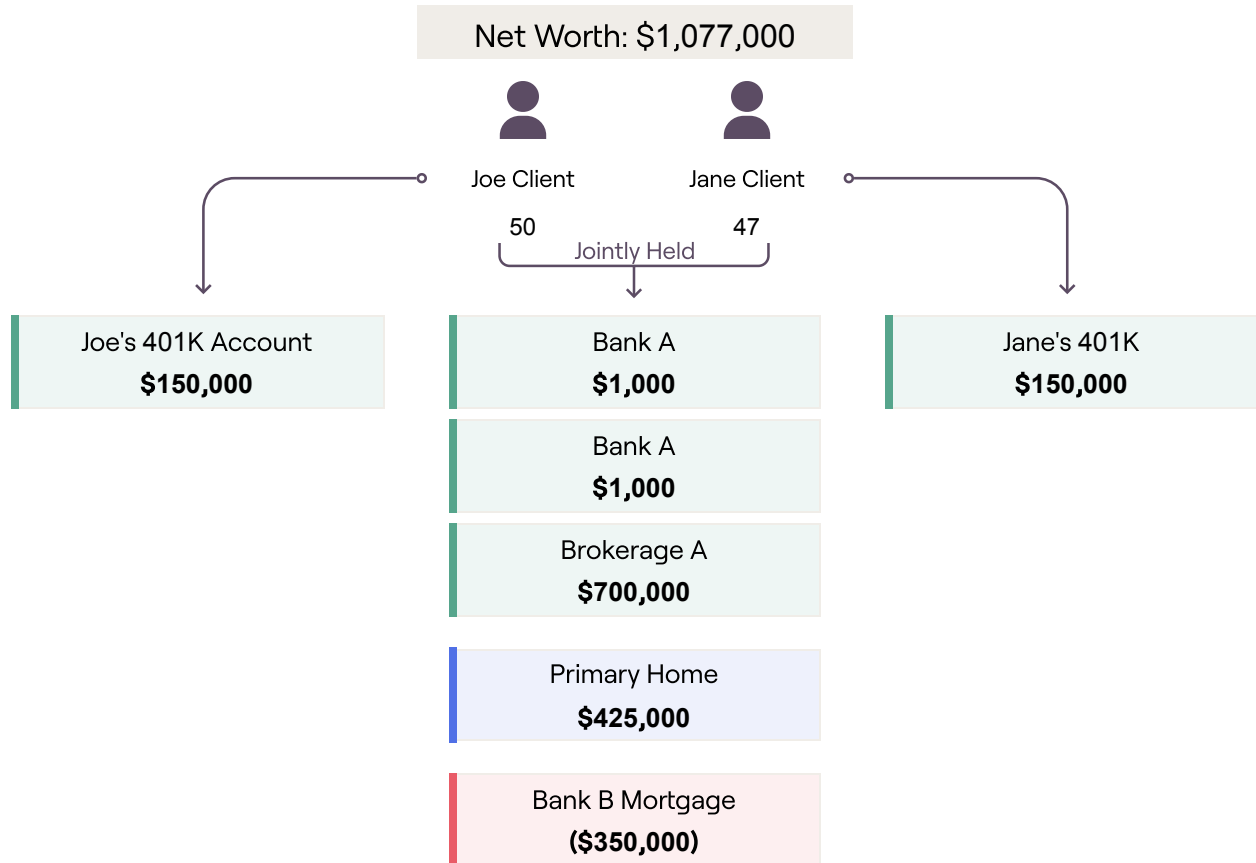 Net Worth: $1,077,000
Joe Client
Jane Client
50
47
Jointly Held
Joe's 401K Account
$150,000
Bank A
$1,000
Bank A
$1,000
Brokerage A
$700,000
Primary Home
$425,000
Bank B Mortgage
($350,000)
Jane's 401K
$150,000